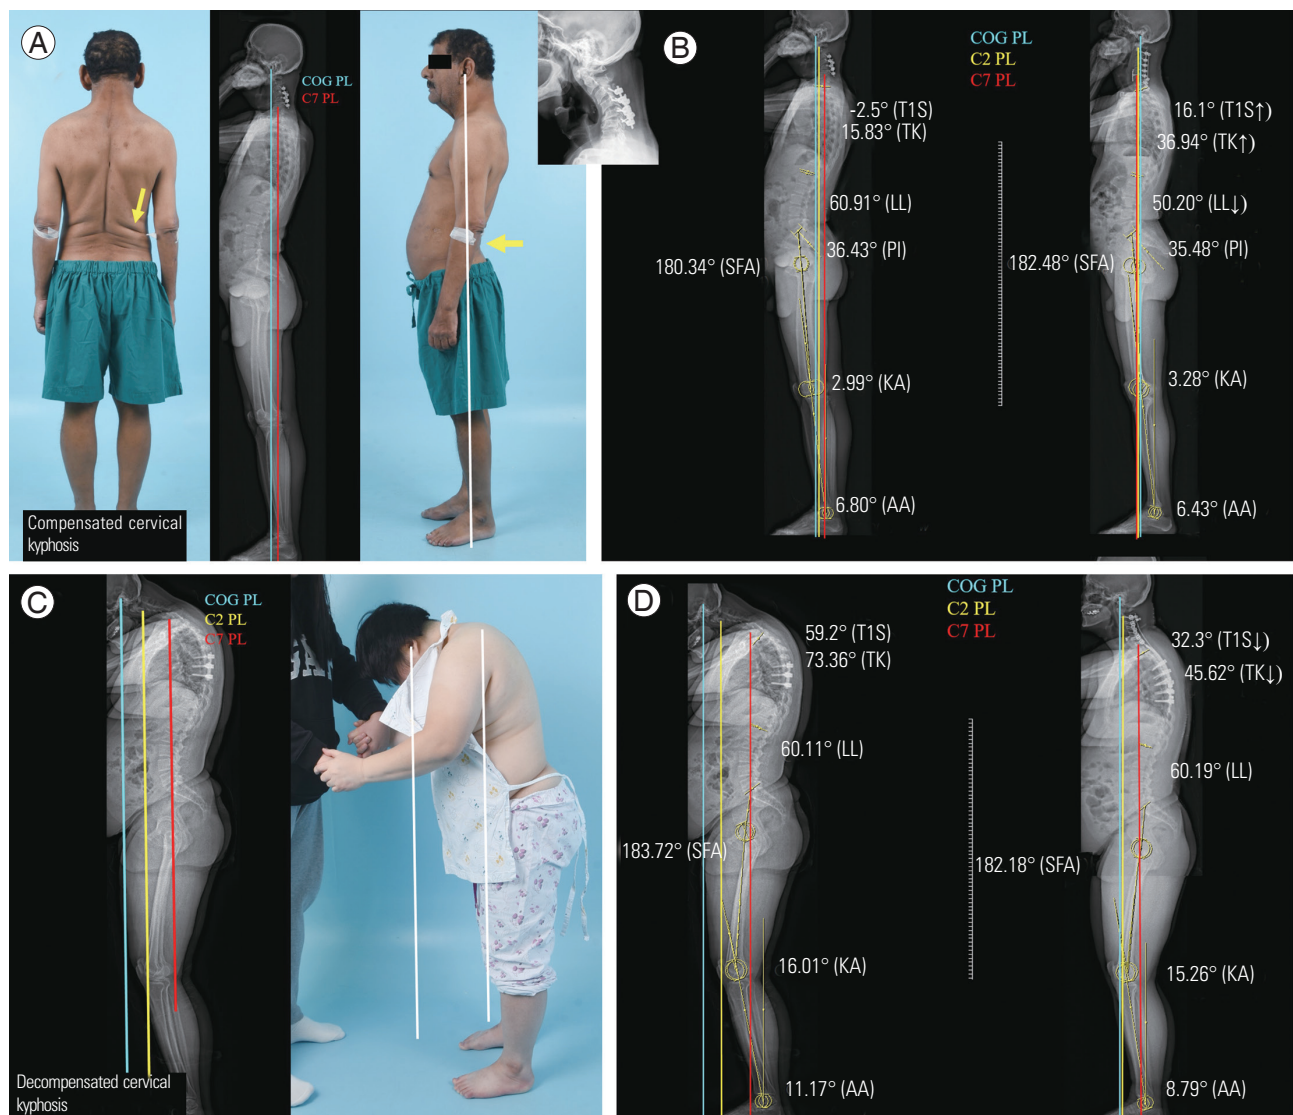 A
COG PL
C7 PL
Compensated cervical
kyphosis
B
COG PL
C2 PL
C7 PL
-2.5° (T1S)
15.83° (TK)
60.91° (LL)
36.43° (PI)
180.34° (SFA)
2.99° (KA)
6.80° (AA)
16.1° (T1S↑)
36.94° (TK↑)
50.20° (LL↓)
35.48° (PI)
182.48° (SFA)
3.28° (KA)
6.43° (AA)
C
COG PL
C2 PL
C7 PL
Decompensated cervical
kyphosis
D
COG PL
C2 PL
C7 PL
59.2° (T1S)
73.36° (TK)
60.11° (LL)
183.72° (SFA)
16.01° (KA)
11.17° (AA)
32.3° (T1S↓)
45.62° (TK↓)
60.19° (LL)
182.18° (SFA)
15.26° (KA)
8.79° (AA)